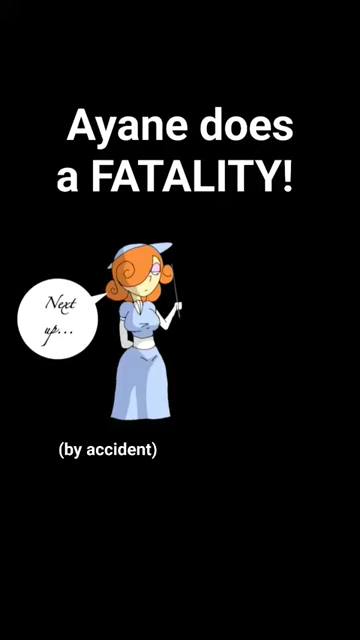 Ayane does
a FATALITY!
Next
up...
(by accident)